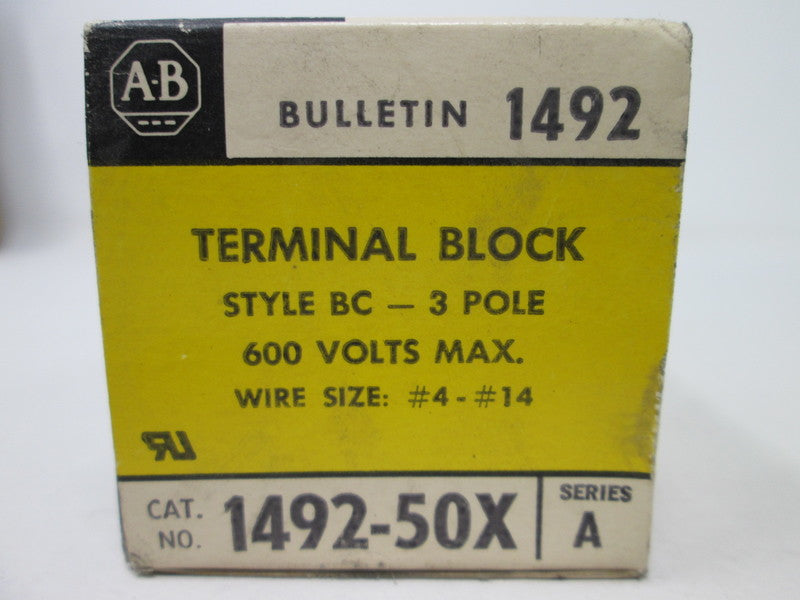 A-B
BULLETIN 1492
TERMINAL BLOCK
STYLE BC — 3 POLE
600 VOLTS MAX.
WIRE SIZE: #4 - #14
RU
CAT. NO. 1492-50X
SERIES A